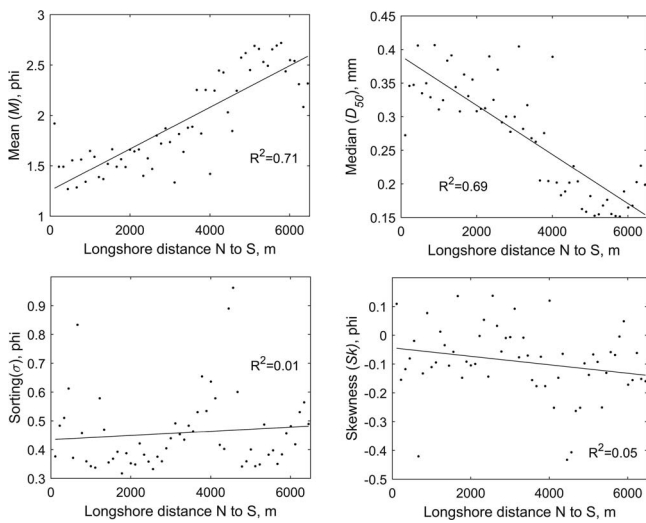 3
2.5
2
1.5
1
Mean (M), phi
R²=0.71
0 2000 4000 6000
Longshore distance N to S, m
0.4
0.35
0.3
0.25
0.2
0.15
Median (D₅₀), mm
R²=0.69
0 2000 4000 6000
Longshore distance N to S, m
0.9
0.8
0.7
0.6
0.5
0.4
0.3
Sorting(σ), phi
R²=0.01
0 2000 4000 6000
Longshore distance N to S, m
0.1
0
-0.1
-0.2
-0.3
-0.4
-0.5
Skewness (Sk), phi
R²=0.05
0 2000 4000 6000
Longshore distance N to S, m